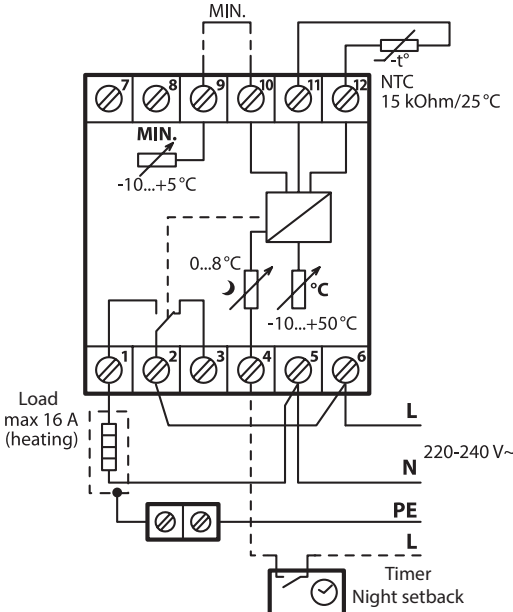 MIN.
-t°
NTC
15 kOhm/25 °C
7 8 9 10 11 12
MIN.
-10...+5 °C
0...8 °C
°C
-10...+50 °C
1 2 3 4 5 6
Load
max 16 A
(heating)
L
220-240 V~
N
PE
L
Timer
Night setback